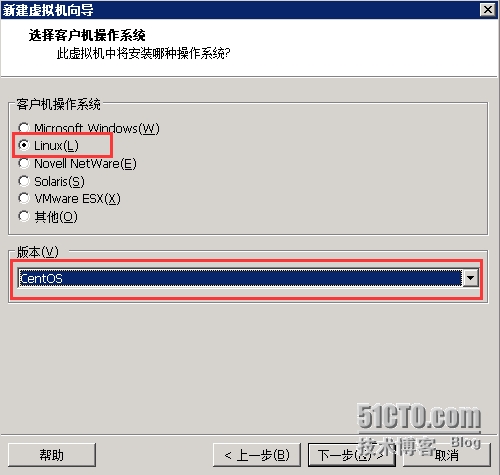 新建虚拟机向导
选择客户机操作系统
此虚拟机中将安装哪种操作系统?
客户机操作系统
Microsoft Windows(W)
Linux(L)
Novell NetWare(E)
Solaris(S)
VMware ESX(X)
其他(O)
版本(V)
CentOS
51CTO.com
技术博客 Blog
帮助
< 上一步(B)
下一步(N) >
取消